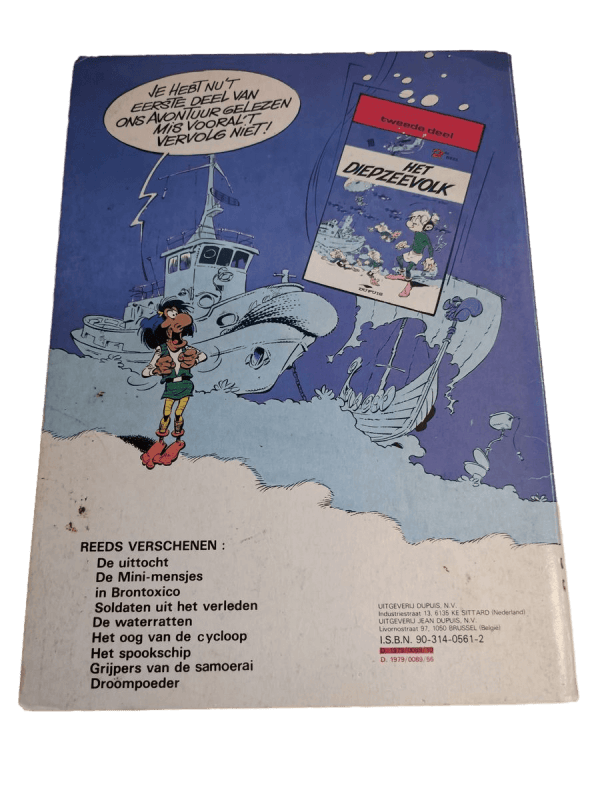 JE HEBT NU'T
EERSTE DEEL VAN
ONS AVONTUUR GELEZEN
MIS VOORAL'T
VERVOLG NIET!
tweede deel
HET
DIEPZEEVOLK
DUPUIS
REEDS VERSCHENEN :
De uittocht
De Mini-mensjes
in Brontoxico
Soldaten uit het verleden
De waterratten
Het oog van de cycloop
Het spookschip
Grijpers van de samoerai
Droompoeder
UITGEVERIJ DUPUIS, N.V.
Industriestraat 13, 6135 KE SITTARD (Nederland)
UITGEVERIJ JEAN DUPUIS, N.V.
Livornostraat 97, 1050 BRUSSEL (België)
I.S.B.N. 90-314-0561-2
D. 1979/0089/56